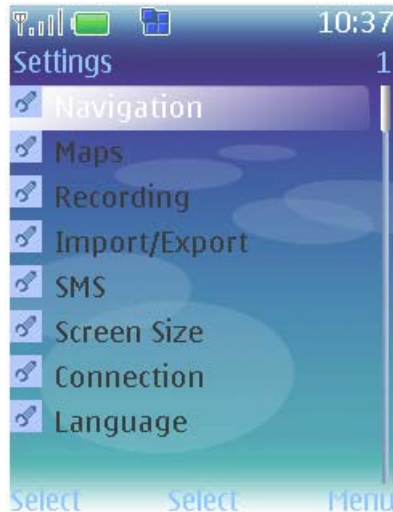 10:37
Settings 1
Navigation
Maps
Recording
Import/Export
SMS
Screen Size
Connection
Language
Select Select Menu